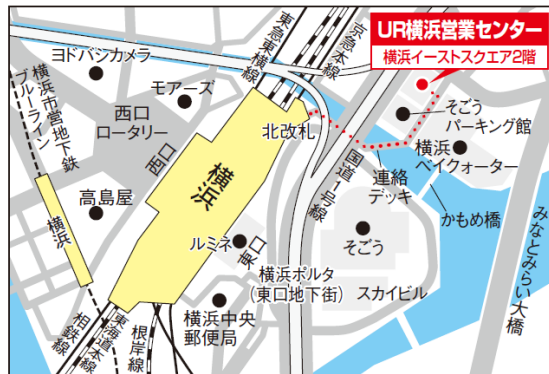 UR横浜営業センター
横浜イーストスクエア2階
ヨドバシカメラ
東急東横線
京急本線
モアーズ
横浜市営地下鉄
ブルーライン
西口
ロータリー
北改札
そごう
パーキング館
横浜
ベイクォーター
西口
横浜
国道1号線
連絡
デッキ
かもめ橋
高島屋
横浜
ルミネ
東口
そごう
みなとみらい大橋
横浜ポルタ
(東口地下街)
スカイビル
相鉄線
東海道本線
根岸線
横浜中央
郵便局